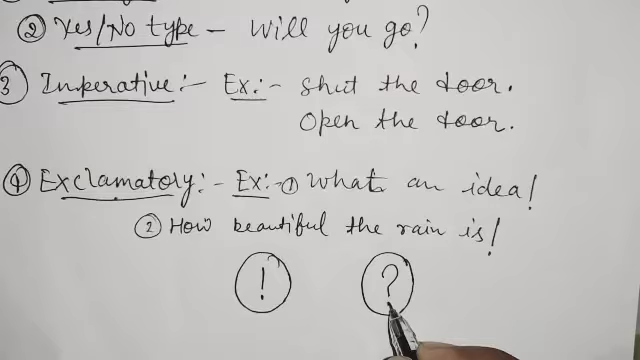 ② Yes/No type - Will you go?
③ Imperative:- Ex:- Shut the door.
Open the door.
④ Exclamatory:- Ex:- ① What an idea!
② How beautiful the rain is!
! ?